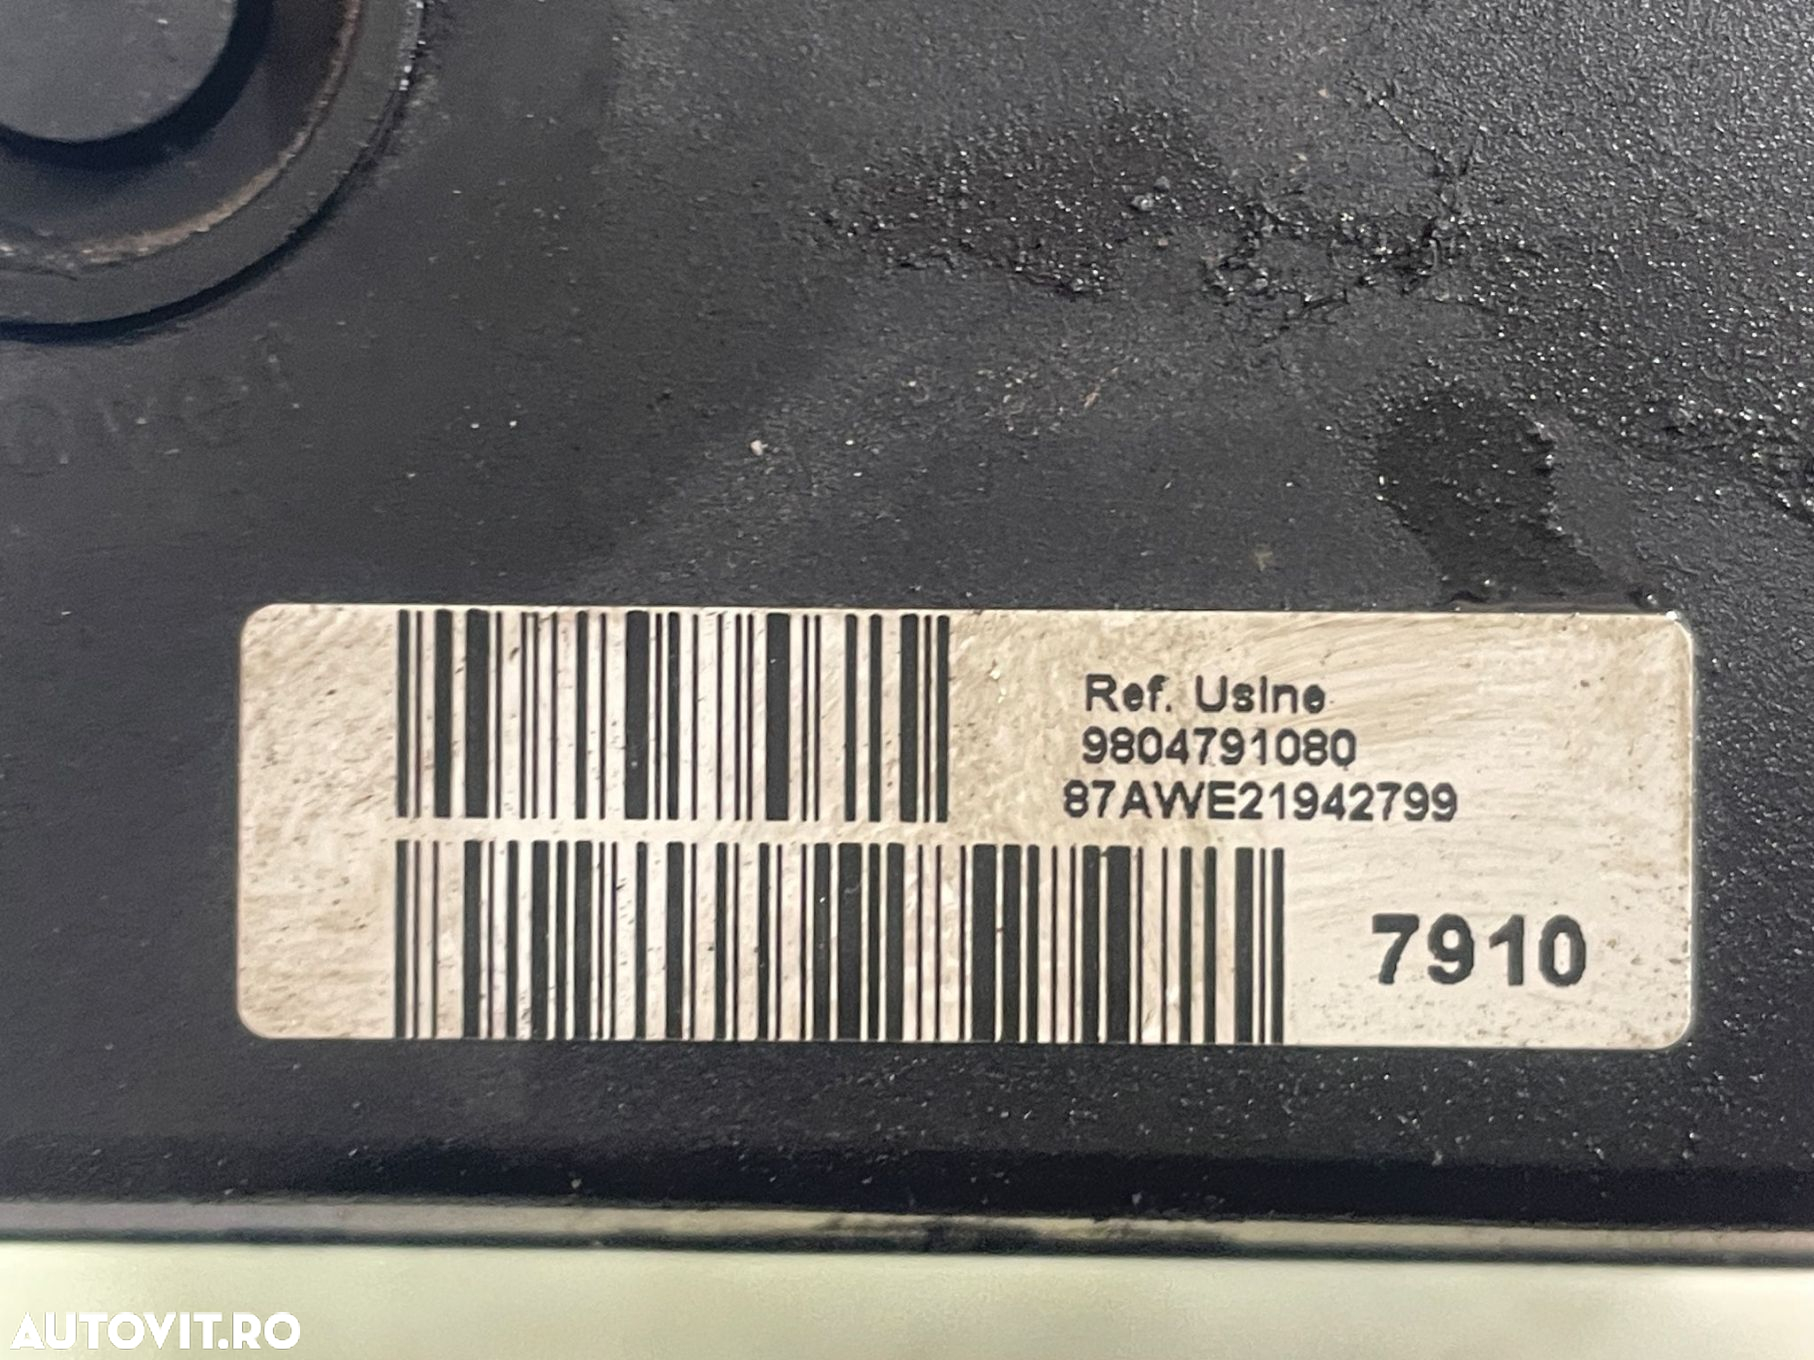 Ref. Usine
9804791080
87AWE21942799
7910
AUTOVIT.RO